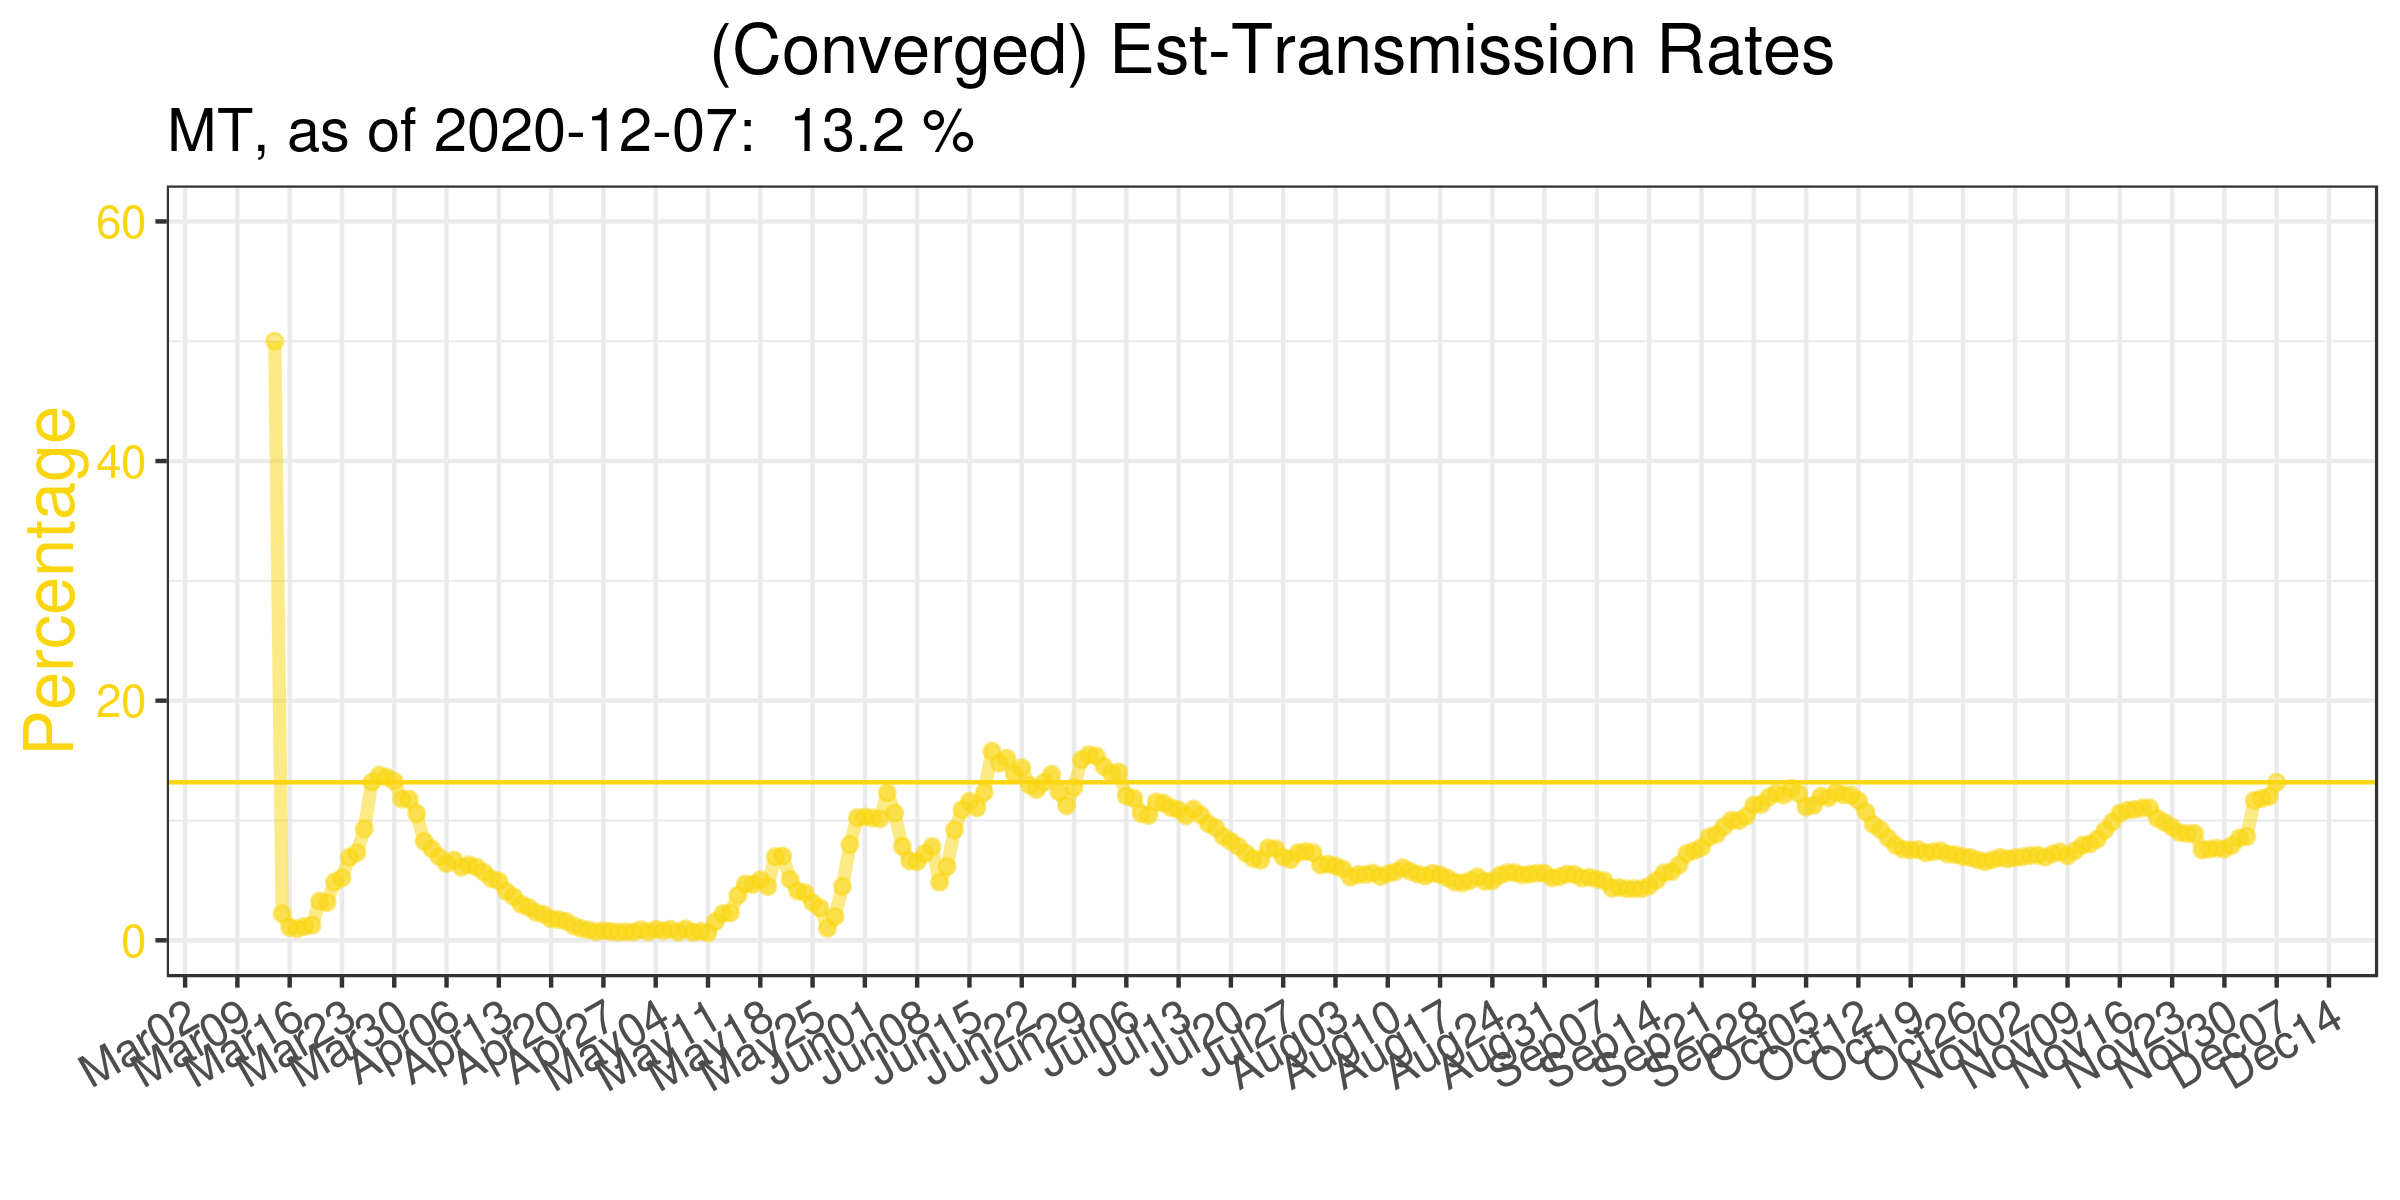 (Converged) Est-Transmission Rates
MT, as of 2020-12-07:  13.2 %
Percentage
60
40
20
0
Mar02
Mar09
Mar16
Mar23
Mar30
Apr06
Apr13
Apr20
Apr27
May04
May11
May18
May25
Jun01
Jun08
Jun15
Jun22
Jun29
Jul06
Jul13
Jul20
Jul27
Aug03
Aug10
Aug17
Aug24
Aug31
Sep07
Sep14
Sep21
Sep28
Oct05
Oct12
Oct19
Oct26
Nov02
Nov09
Nov16
Nov23
Nov30
Dec07
Dec14